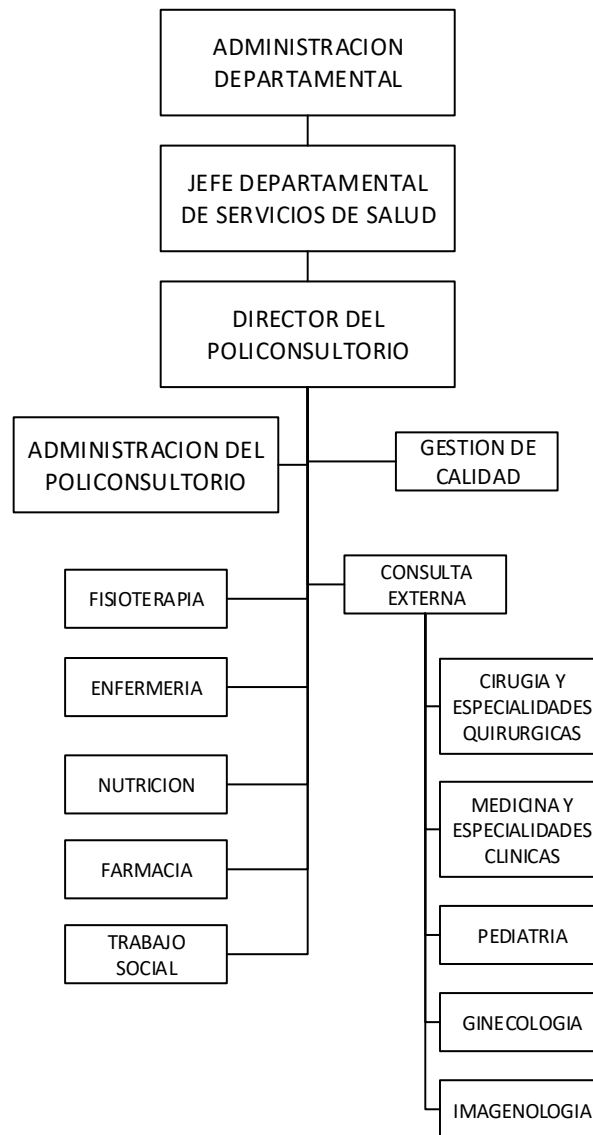 ADMINISTRACION
DEPARTAMENTAL
JEFE DEPARTAMENTAL
DE SERVICIOS DE SALUD
DIRECTOR DEL
POLICONSULTORIO
ADMINISTRACION DEL
POLICONSULTORIO
GESTION DE
CALIDAD
FISIOTERAPIA
ENFERMERIA
NUTRICION
FARMACIA
TRABAJO
SOCIAL
CONSULTA
EXTERNA
CIRUGIA Y
ESPECIALIDADES
QUIRURGICAS
MEDICINA Y
ESPECIALIDADES
CLINICAS
PEDIATRIA
GINECOLOGIA
IMAGENOLOGIA